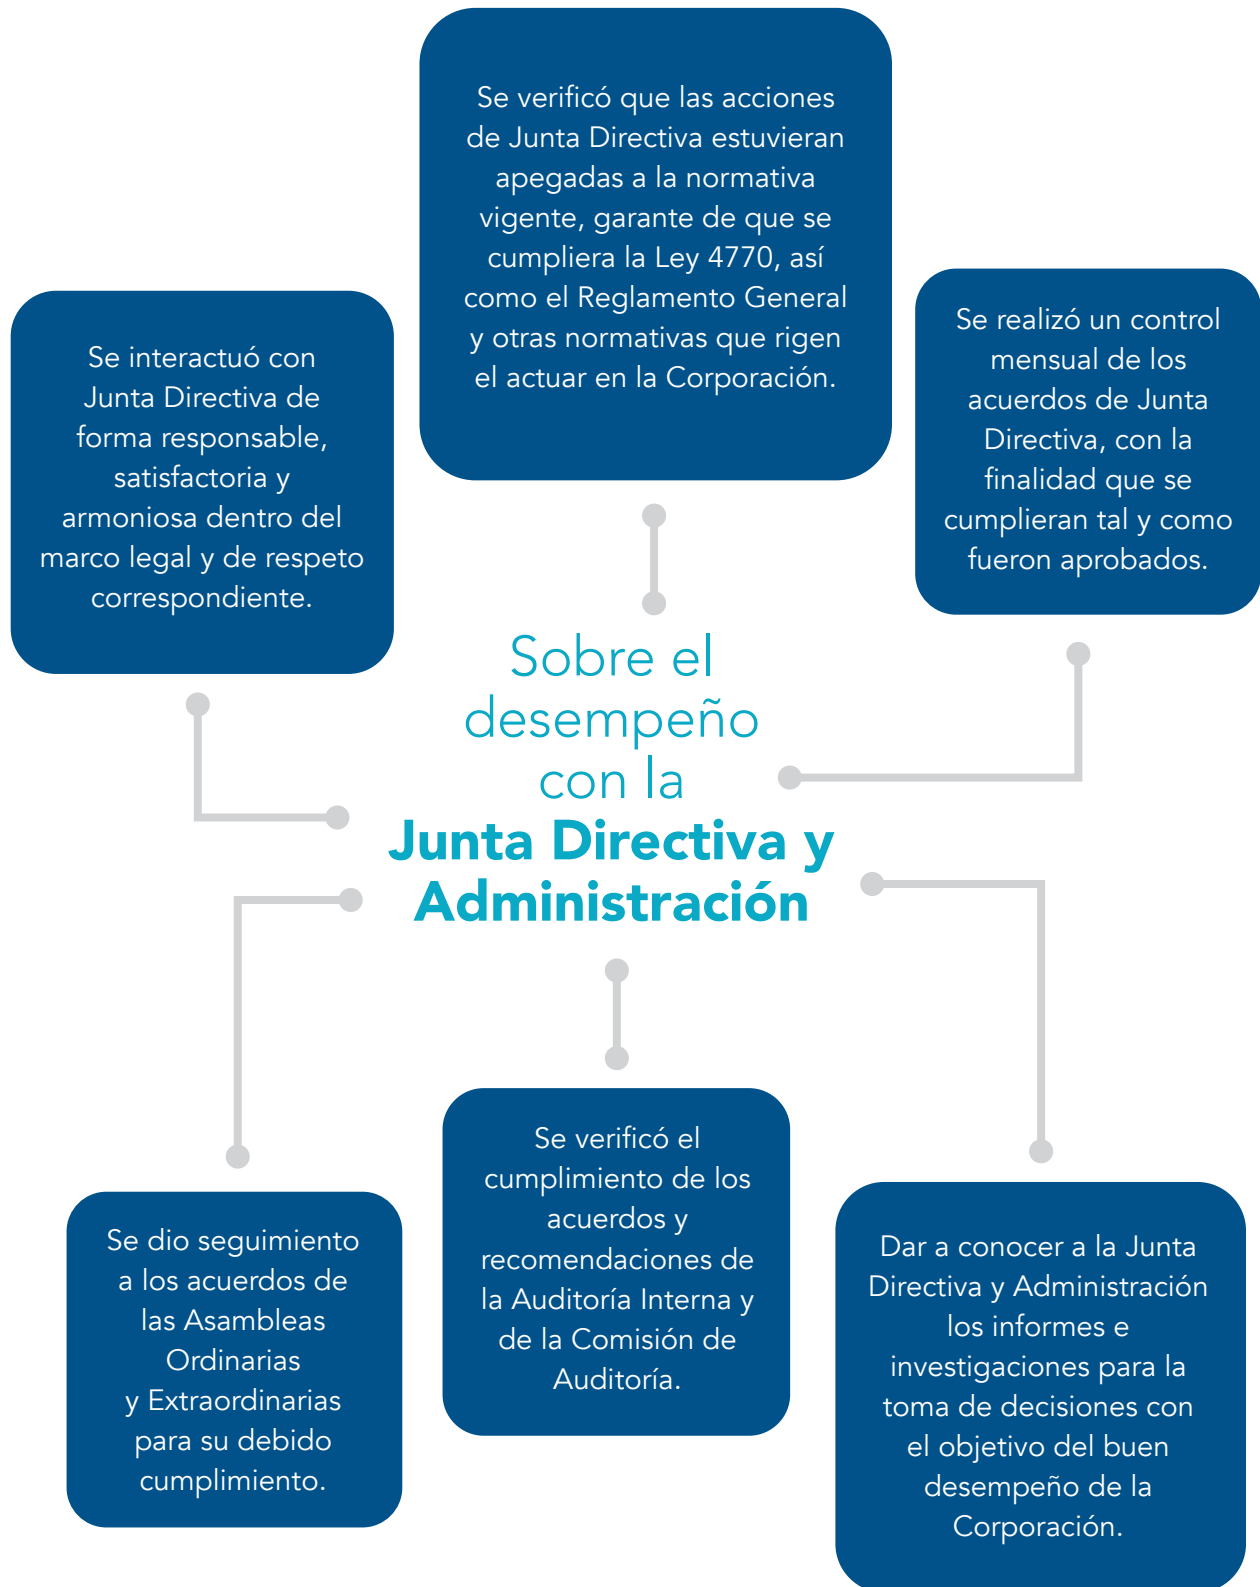 Se verificó que las acciones
de Junta Directiva estuvieran
apegadas a la normativa
vigente, garante de que se
cumpliera la Ley 4770, así
como el Reglamento General
y otras normativas que rigen
el actuar en la Corporación.
Se interactuó con
Junta Directiva de
forma responsable,
satisfactoria y
armoniosa dentro del
marco legal y de respeto
correspondiente.
Se realizó un control
mensual de los
acuerdos de Junta
Directiva, con la
finalidad que se
cumplieran tal y como
fueron aprobados.
Sobre el
desempeño
con la
Junta Directiva y
Administración
Se dio seguimiento
a los acuerdos de
las Asambleas
Ordinarias
y Extraordinarias
para su debido
cumplimiento.
Se verificó el
cumplimiento de los
acuerdos y
recomendaciones de
la Auditoría Interna y
de la Comisión de
Auditoría.
Dar a conocer a la Junta
Directiva y Administración
los informes e
investigaciones para la
toma de decisiones con
el objetivo del buen
desempeño de la
Corporación.